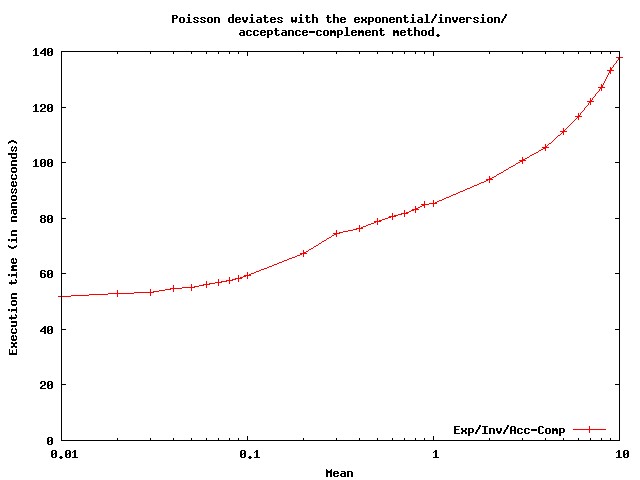 Poisson deviates with the exponential/inversion/
acceptance-complement method.
140
120
100
80
60
40
20
0
Execution time (in nanoseconds)
Exp/Inv/Acc-Comp
0.01 0.1 1 10
Mean